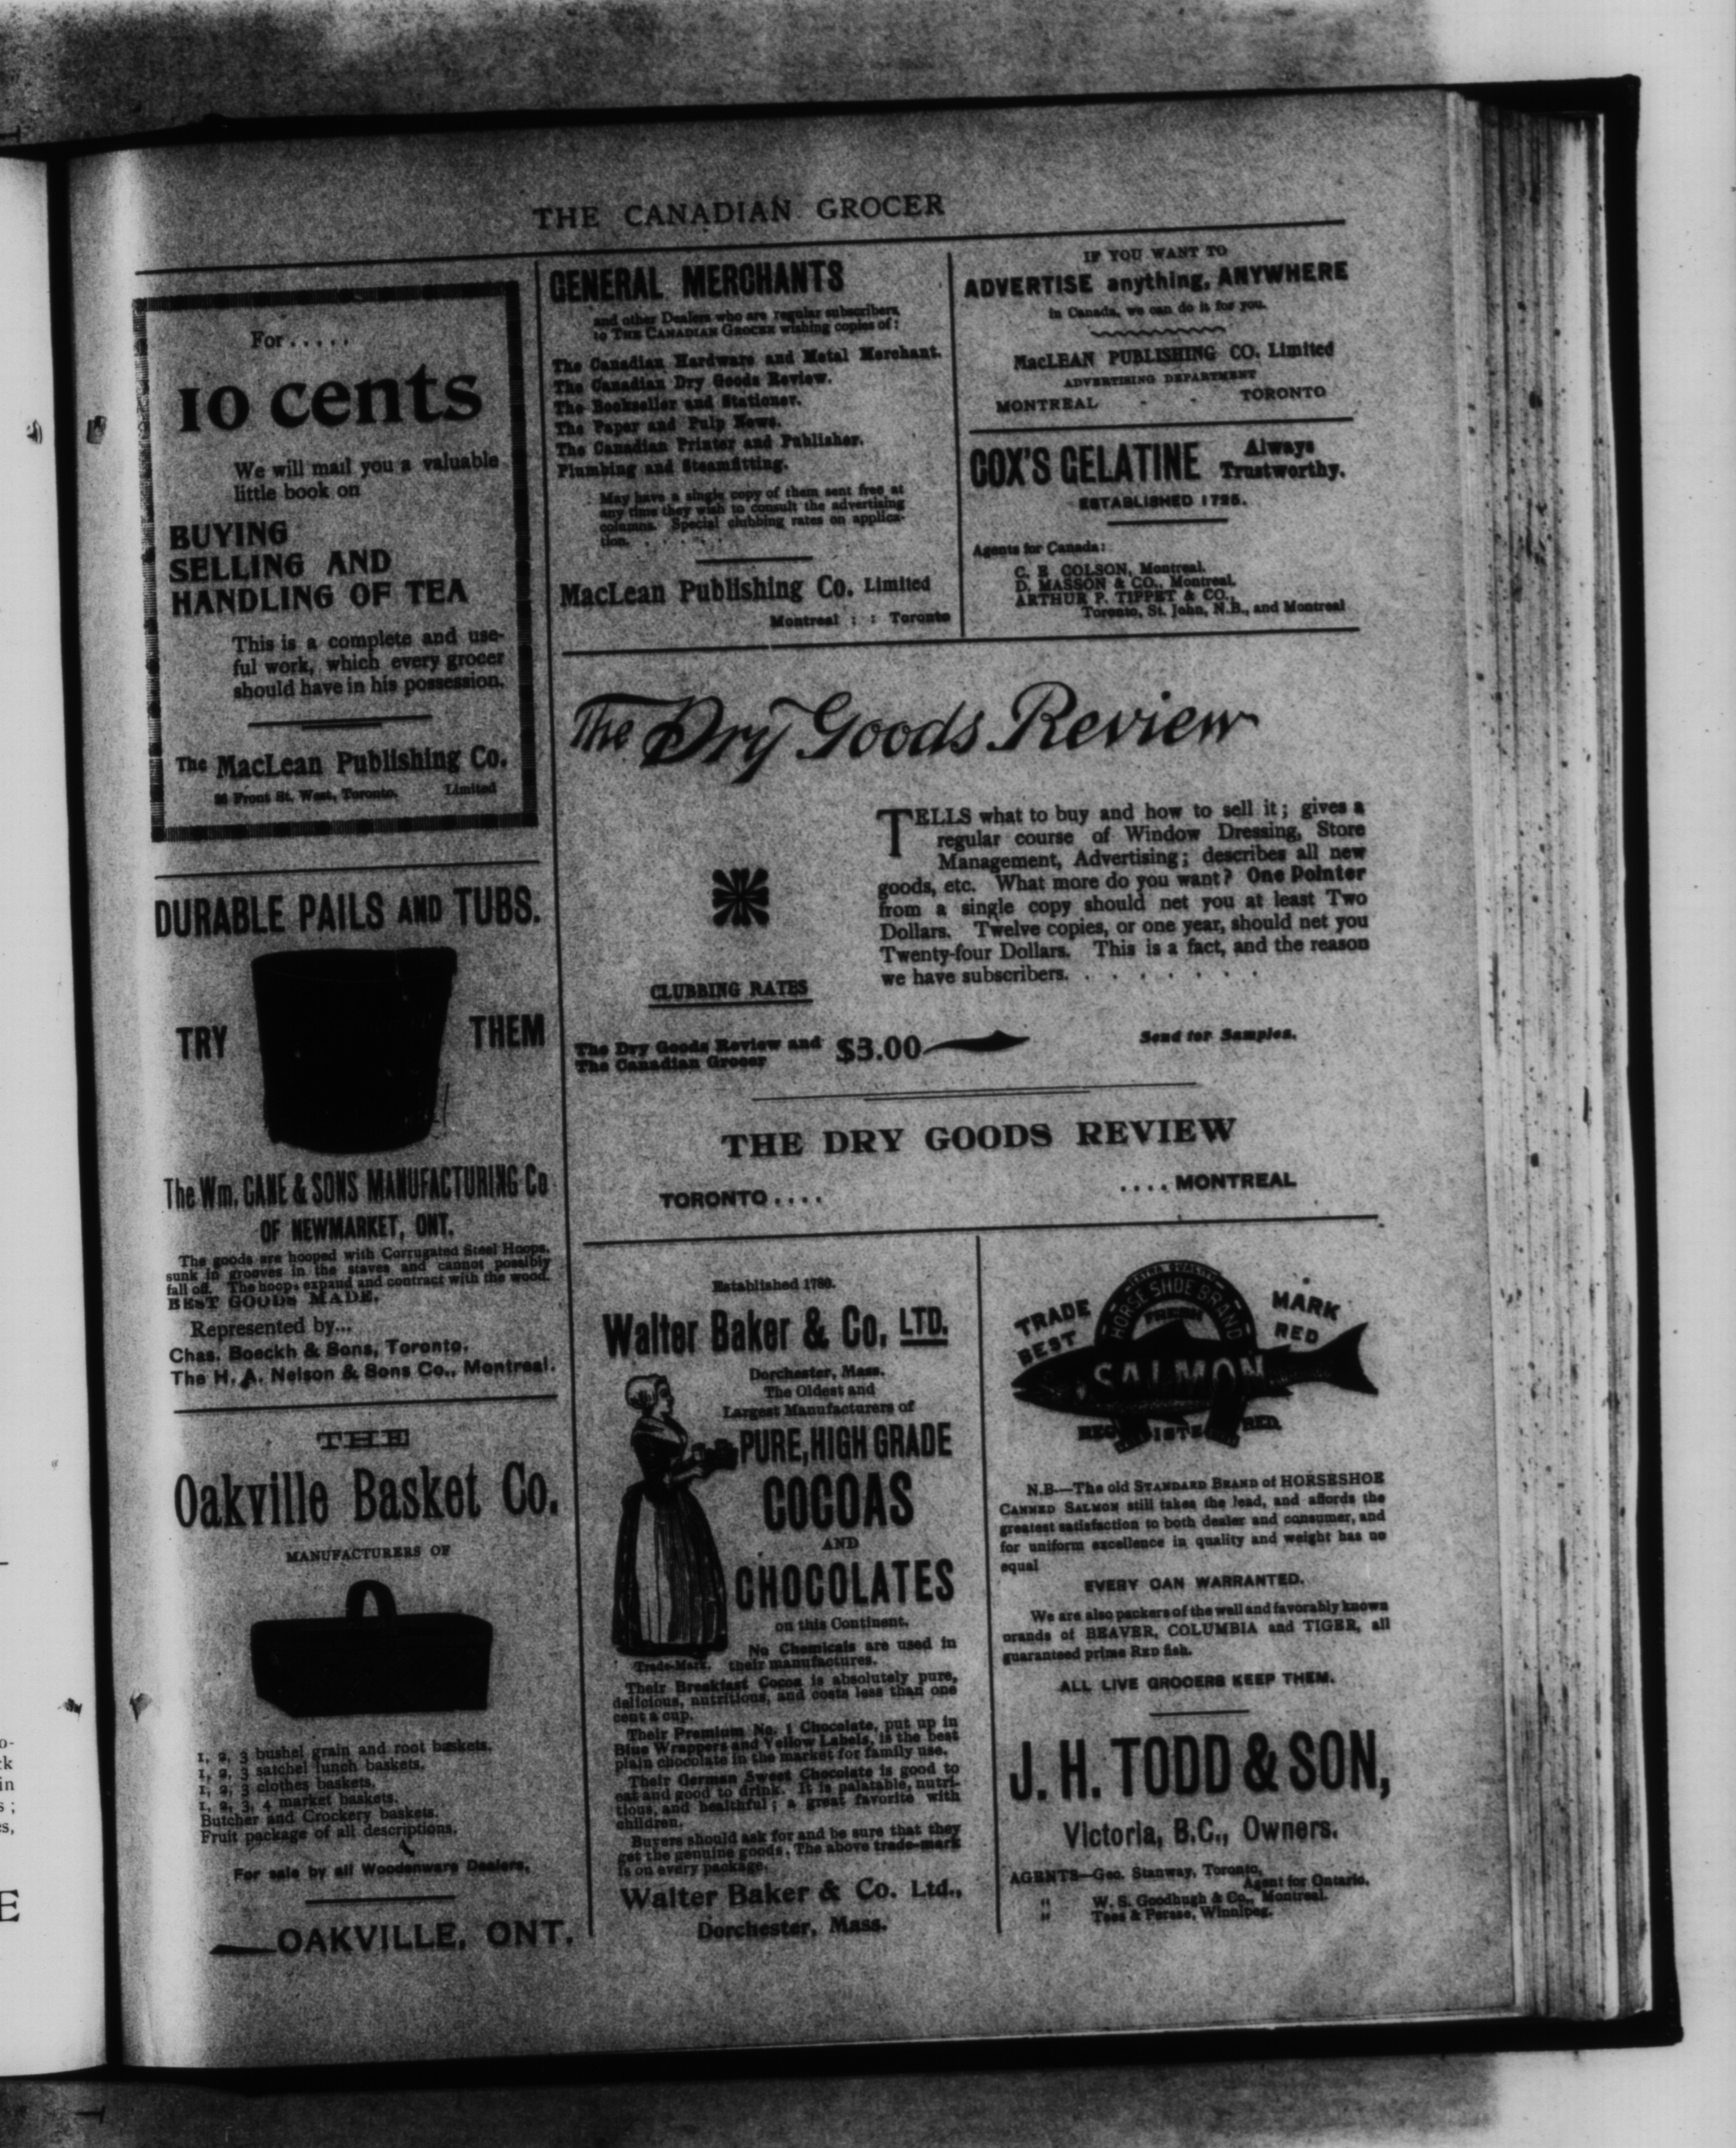 THE CANADIAN GROCER
For.....
10 cents
We will mail you a valuable
little book on
BUYING
SELLING AND
HANDLING OF TEA
This is a complete and use-
ful work, which every grocer
should have in his possession.
The MacLean Publishing Co.
Front St. West, Toronto. Limited
DURABLE PAILS AND TUBS.
TRY THEM
The Wm. CANE & SONS MANUFACTURING Co
OF NEWMARKET, ONT.
The goods are hooped with Corrugated Steel Hoops,
sunk in grooves in the staves and cannot possibly
fall off. The hoops expand and contract with the wood.
BEST GOODS MADE.
Represented by...
Chas. Boeckh & Sons, Toronto.
The H. A. Nelson & Sons Co., Montreal.
THE
Oakville Basket Co.
MANUFACTURERS OF
1, 2, 3 bushel grain and root baskets.
1, 2, 3 satchel lunch baskets.
1, 2, 3 clothes baskets.
1, 2, 3, 4 market baskets.
Butcher and Crockery baskets.
Fruit package of all descriptions.
For sale by all Woodenware Dealers,
OAKVILLE, ONT.
GENERAL MERCHANTS
and other Dealers who are regular subscribers,
to THE CANADIAN GROCER wishing copies of:
The Canadian Hardware and Metal Merchant.
The Canadian Dry Goods Review.
The Bookseller and Stationer.
The Paper and Pulp News.
The Canadian Printer and Publisher.
Plumbing and Steamfitting.
May have a single copy of them sent free at
any time they wish to consult the advertising
columns. Special clubbing rates on applica-
tion. . . . . . .
MacLean Publishing Co. Limited
Montreal : : Toronto
IF YOU WANT TO
ADVERTISE anything, ANYWHERE
in Canada, we can do it for you.
MacLEAN PUBLISHING CO. Limited
ADVERTISING DEPARTMENT
MONTREAL - - TORONTO
COX'S GELATINE Always
Trustworthy.
ESTABLISHED 1725.
Agents for Canada:
C. E. COLSON, Montreal.
D. MASSON & CO., Montreal.
ARTHUR P. TIPPET & CO.,
Toronto, St. John, N.B., and Montreal
The Dry Goods Review
TELLS what to buy and how to sell it; gives a
regular course of Window Dressing, Store
Management, Advertising; describes all new
goods, etc. What more do you want? One Pointer
from a single copy should net you at least Two
Dollars. Twelve copies, or one year, should net you
Twenty-four Dollars. This is a fact, and the reason
we have subscribers. . . . . . . .
CLUBBING RATES
The Dry Goods Review and
The Canadian Grocer $3.00
Send for Samples.
THE DRY GOODS REVIEW
TORONTO.... ....MONTREAL
Established 1780.
Walter Baker & Co. LTD.
Dorchester, Mass.
The Oldest and
Largest Manufacturers of
PURE, HIGH GRADE
COCOAS
AND
CHOCOLATES
on this Continent.
No Chemicals are used in
Trade-Mark. their manufactures.
Their Breakfast Cocoa is absolutely pure,
delicious, nutritious, and costs less than one
cent a cup.
Their Premium No. 1 Chocolate, put up in
Blue Wrappers and Yellow Labels, is the best
plain chocolate in the market for family use.
Their German Sweet Chocolate is good to
eat and good to drink. It is palatable, nutri-
tious, and healthful; a great favorite with
children.
Buyers should ask for and be sure that they
get the genuine goods. The above trade-mark
is on every package.
Walter Baker & Co. Ltd.,
Dorchester, Mass.
TRADE MARK
HORSE SHOE BRAND
BEST FRESH RED
SALMON
REGISTERED.
N.B—The old STANDARD BRAND of HORSESHOE
CANNED SALMON still takes the lead, and affords the
greatest satisfaction to both dealer and consumer, and
for uniform excellence in quality and weight has no
equal
EVERY CAN WARRANTED.
We are also packers of the well and favorably known
brands of BEAVER, COLUMBIA and TIGER, all
guaranteed prime RED fish.
ALL LIVE GROCERS KEEP THEM.
J. H. TODD & SON,
Victoria, B.C., Owners.
AGENTS—Geo. Stanway, Toronto,
Agent for Ontario.
" W. S. Goodhugh & Co., Montreal.
" Tees & Persse, Winnipeg.